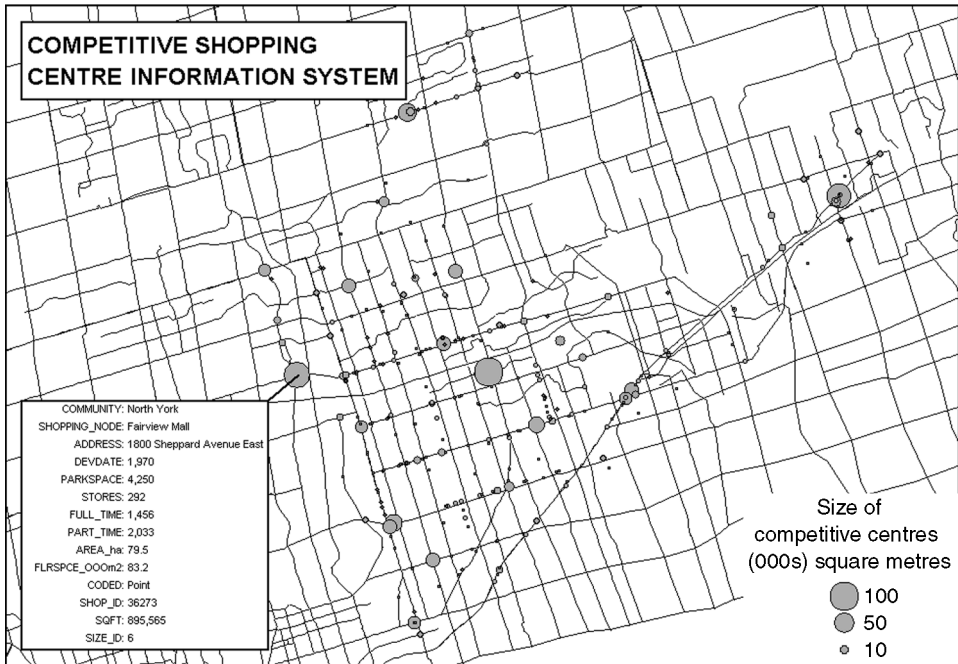 COMPETITIVE SHOPPING
CENTRE INFORMATION SYSTEM
COMMUNITY: North York
SHOPPING_NODE: Fairview Mall
ADDRESS: 1800 Sheppard Avenue East
DEVDATE: 1,970
PARKSPACE: 4,250
STORES: 292
FULL_TIME: 1,456
PART_TIME: 2,033
AREA_ha: 79.5
FLRSPCE_OOOm2: 83.2
CODED: Point
SHOP_ID: 36273
SQFT: 895,565
SIZE_ID: 6
Size of
competitive centres
(000s) square metres
100
50
10